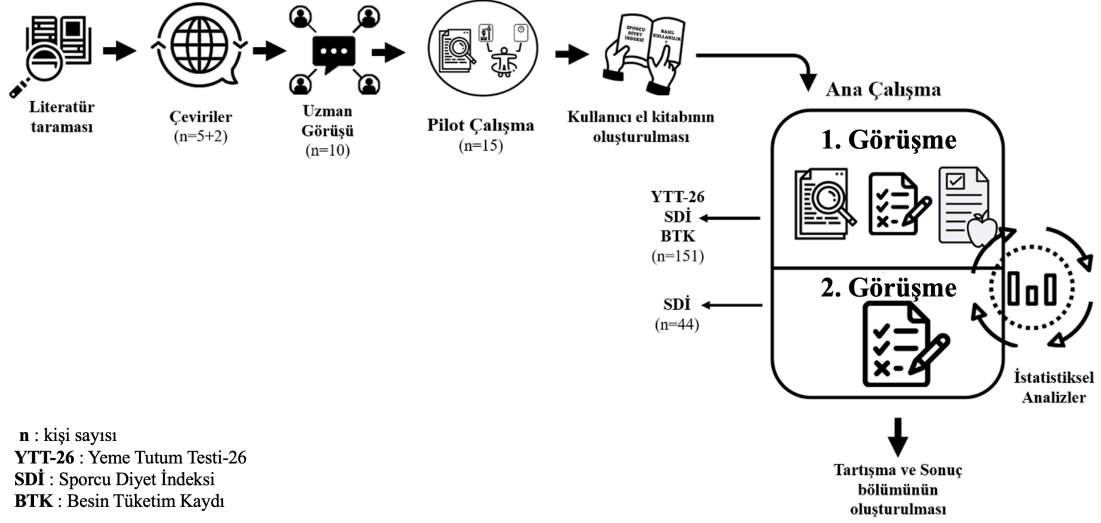 Literatür
taraması
Çeviriler
(n=5+2)
Uzman
Görüşü
(n=10)
Pilot Çalışma
(n=15)
SPORCU
DİYET
İNDEKSİ
NASIL
KULLANILIR
Kullanıcı el kitabının
oluşturulması
Ana Çalışma
1. Görüşme
YTT-26
SDİ
BTK
(n=151)
2. Görüşme
SDİ
(n=44)
İstatistiksel
Analizler
Tartışma ve Sonuç
bölümünün
oluşturulması
n : kişi sayısı
YTT-26 : Yeme Tutum Testi-26
SDİ : Sporcu Diyet İndeksi
BTK : Besin Tüketim Kaydı